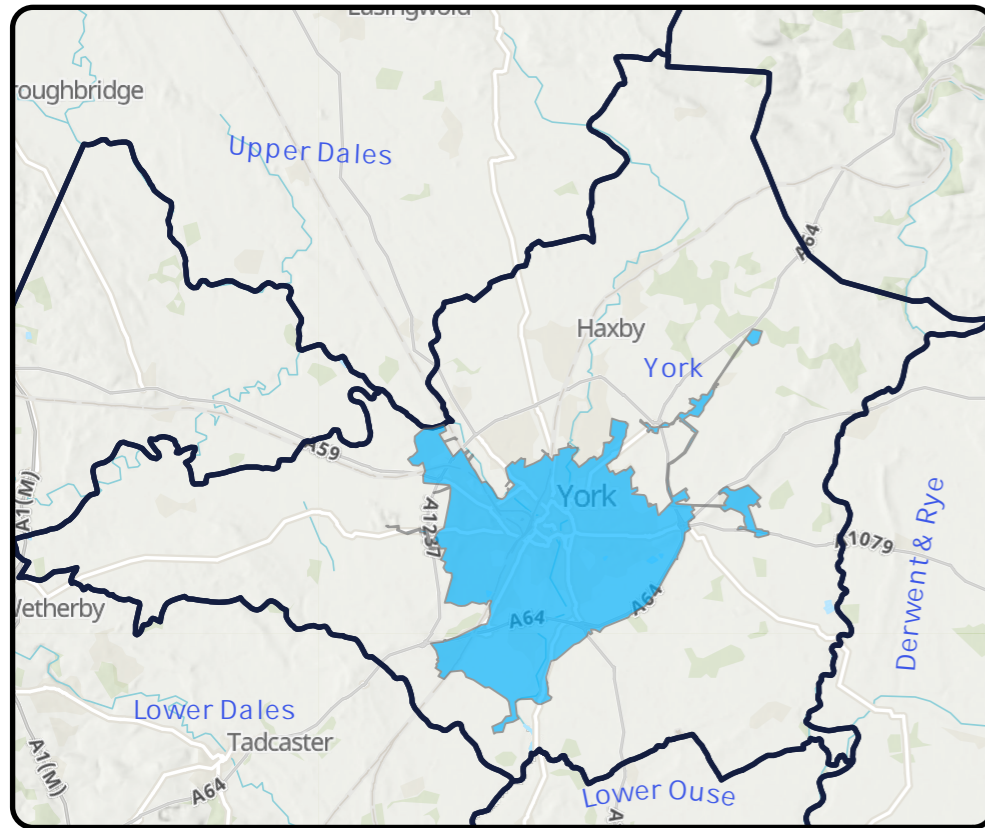 Easingwold
roughbridge
Upper Dales
A64
Haxby
York
A59
York
A1(M)
A1237
A1079
Derwent & Rye
Wetherby
A64
A64
Lower Dales
Tadcaster
A1(M)
A64
Lower Ouse
A